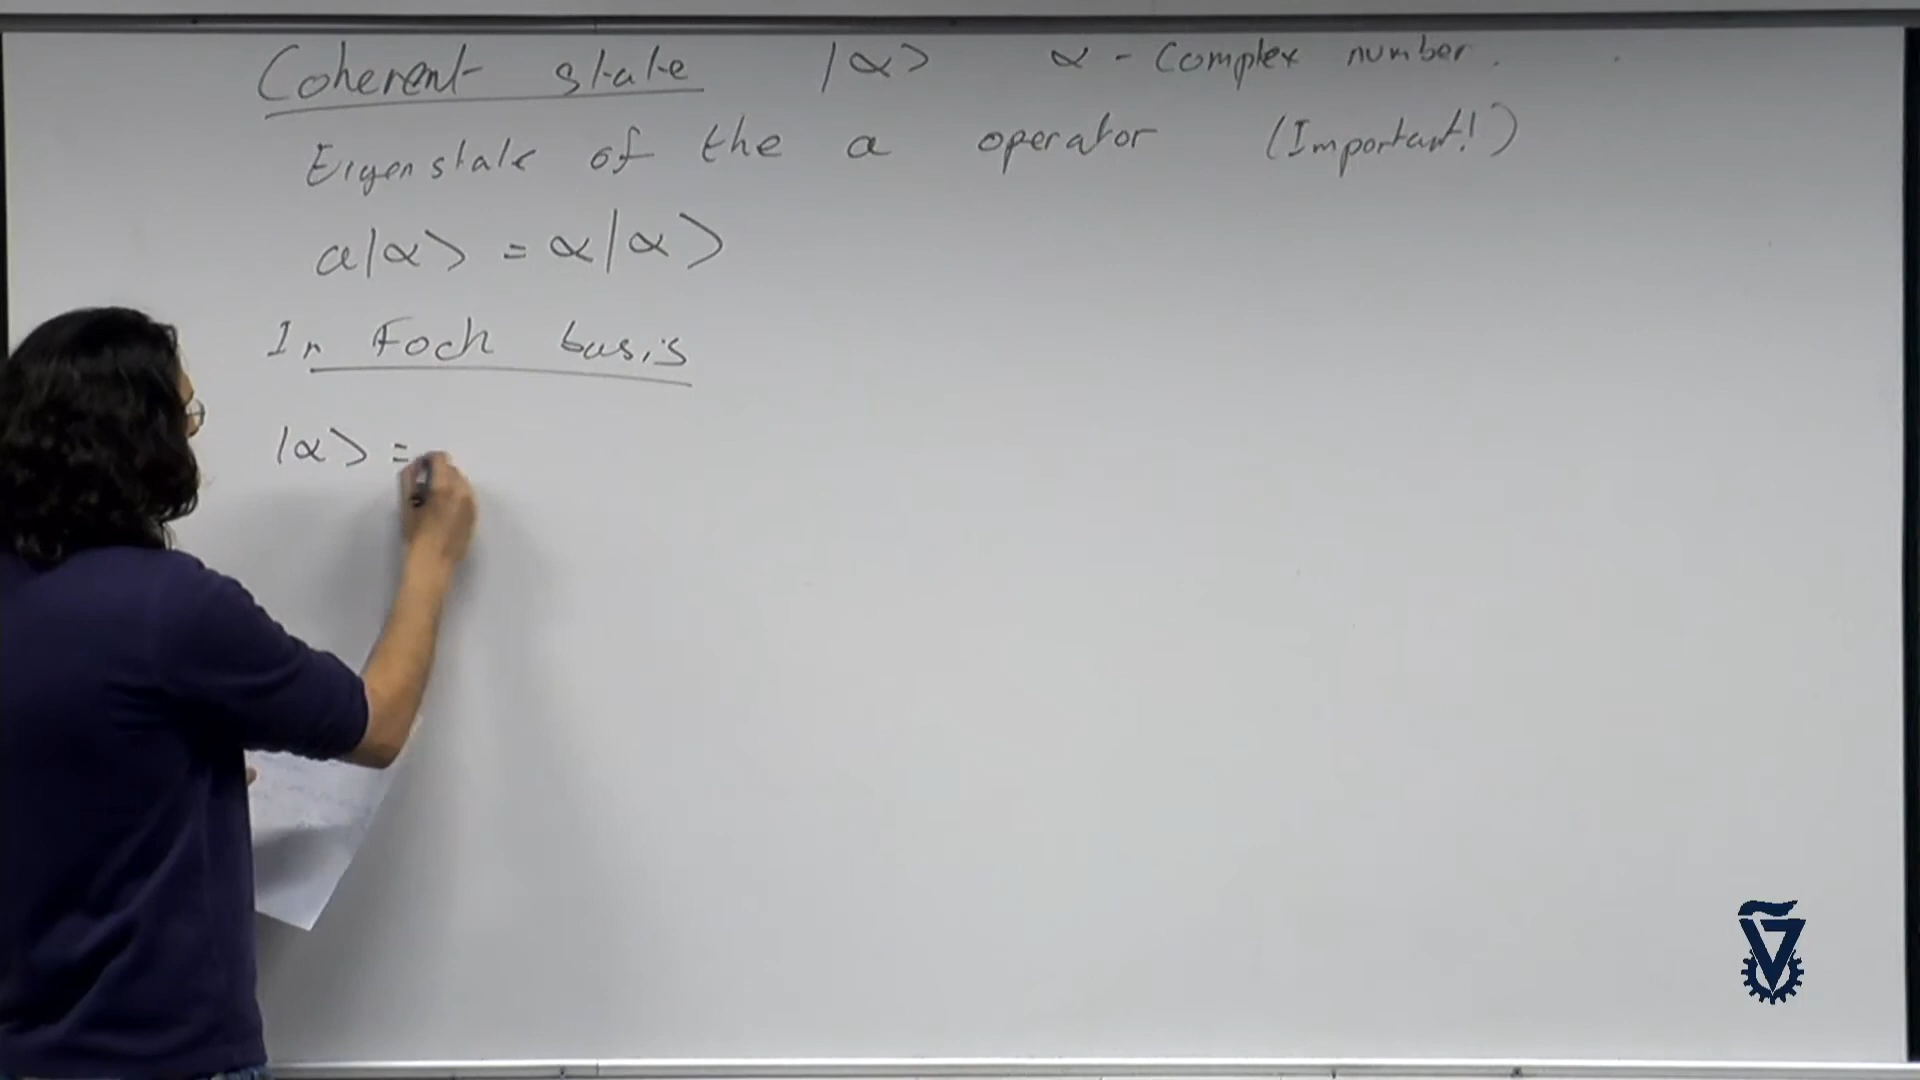 Coherent state |α> α - Complex number.
Eigenstate of the a operator (Important!)
a|α> = α|α>
In Fock basis
|α> =